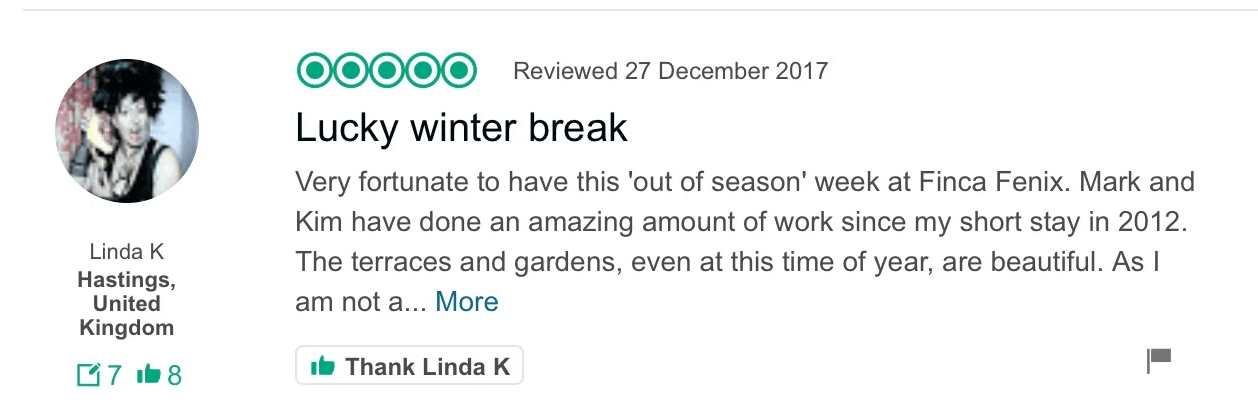 Reviewed 27 December 2017
Lucky winter break
Very fortunate to have this 'out of season' week at Finca Fenix. Mark and
Kim have done an amazing amount of work since my short stay in 2012.
The terraces and gardens, even at this time of year, are beautiful. As I
am not a... More
Linda K
Hastings,
United
Kingdom
7 8
Thank Linda K